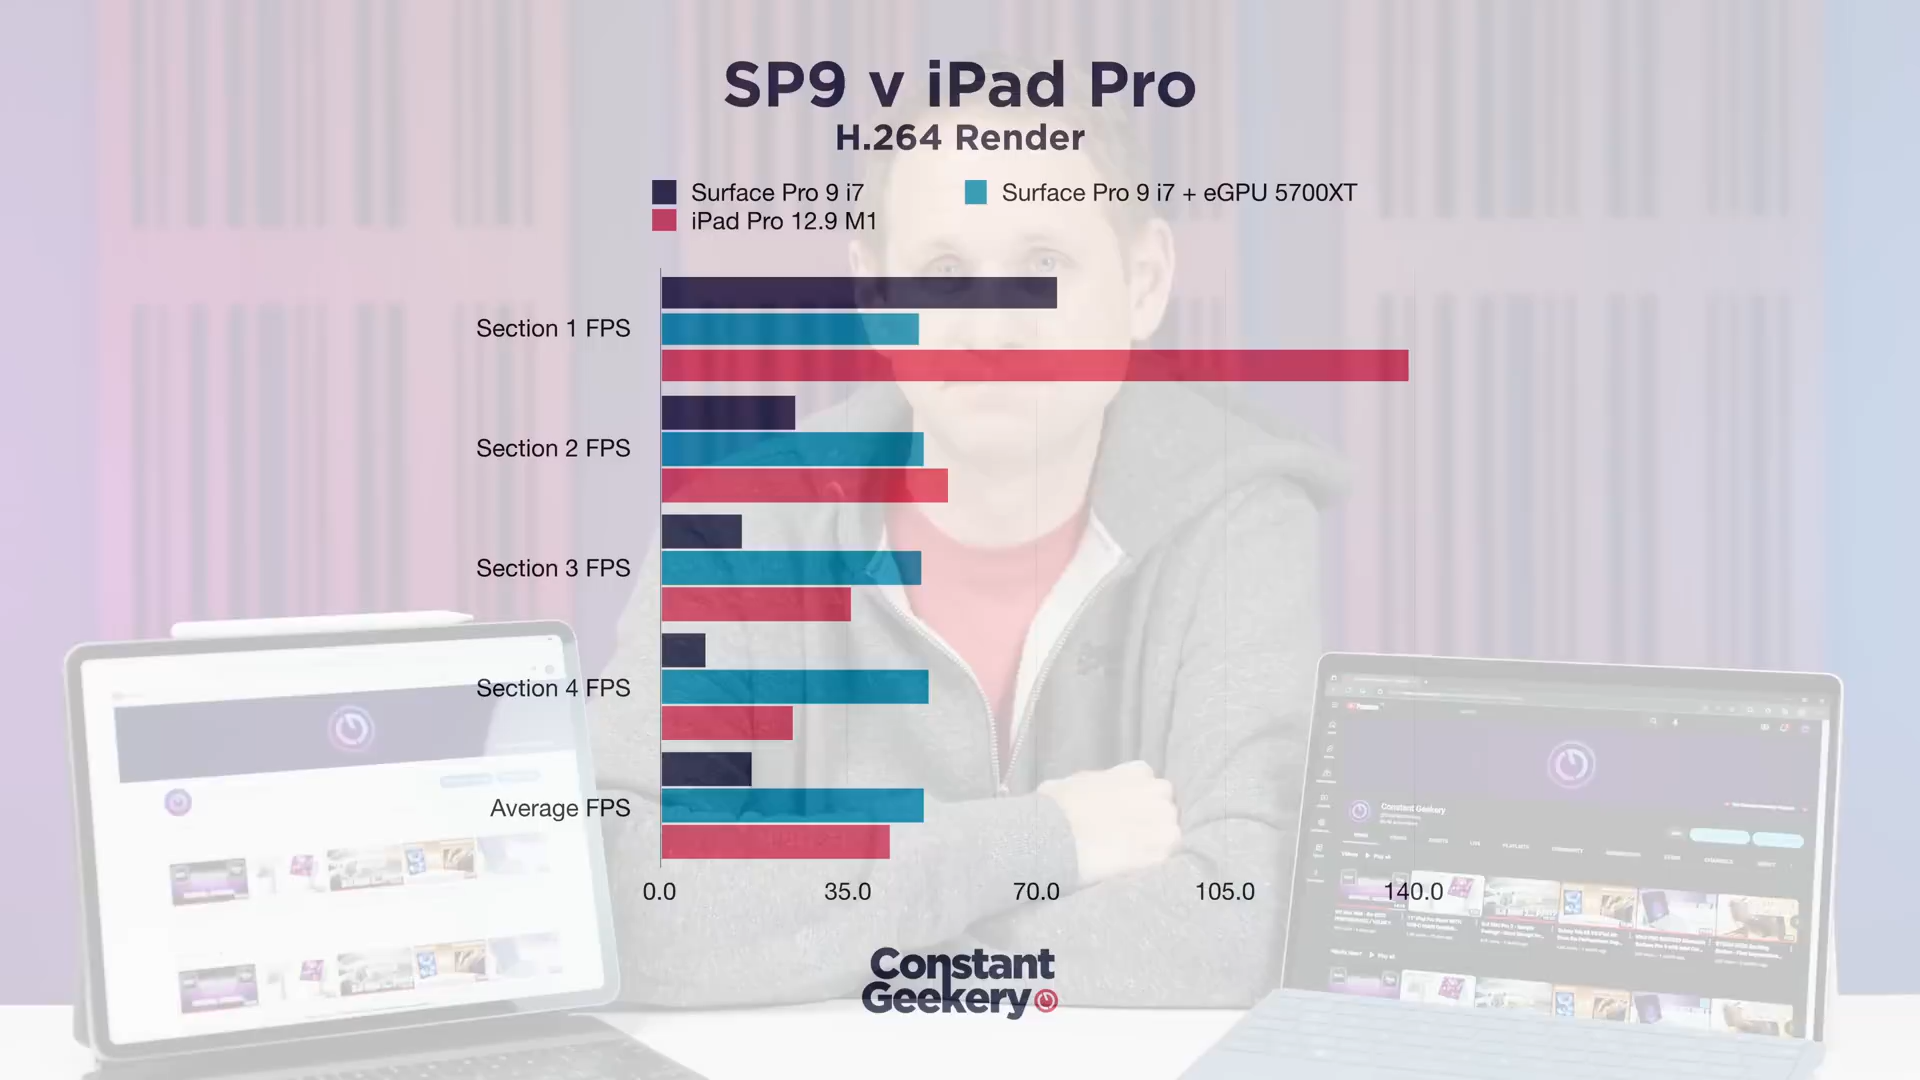 SP9 v iPad Pro
H.264 Render
Surface Pro 9 i7
Surface Pro 9 i7 + eGPU 5700XT
iPad Pro 12.9 M1
Section 1 FPS
Section 2 FPS
Section 3 FPS
Section 4 FPS
Average FPS
0.0 35.0 70.0 105.0 140.0
Constant
Geekery
Constant Geekery